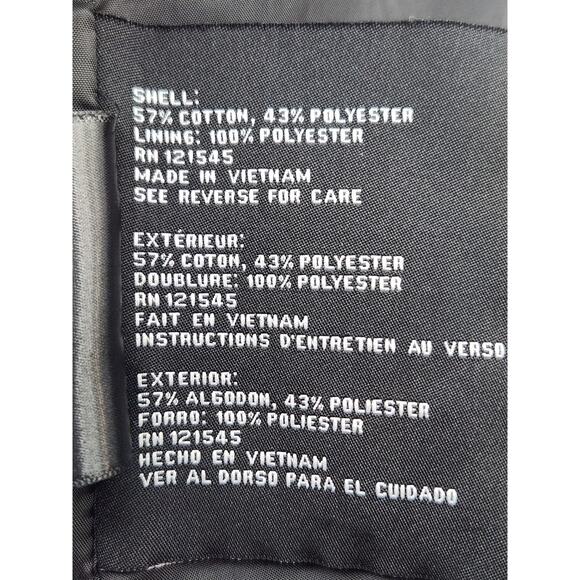 SHELL:
57% COTTON, 43% POLYESTER
LINING: 100% POLYESTER
RN 121545
MADE IN VIETNAM
SEE REVERSE FOR CARE
EXTÉRIEUR:
57% COTON, 43% POLYESTER
DOUBLURE: 100% POLYESTER
RN 121545
FAIT EN VIETNAM
INSTRUCTIONS D'ENTRETIEN AU VERSO
EXTERIOR:
57% ALGODON, 43% POLIESTER
FORRO: 100% POLIESTER
RN 121545
HECHO EN VIETNAM
VER AL DORSO PARA EL CUIDADO